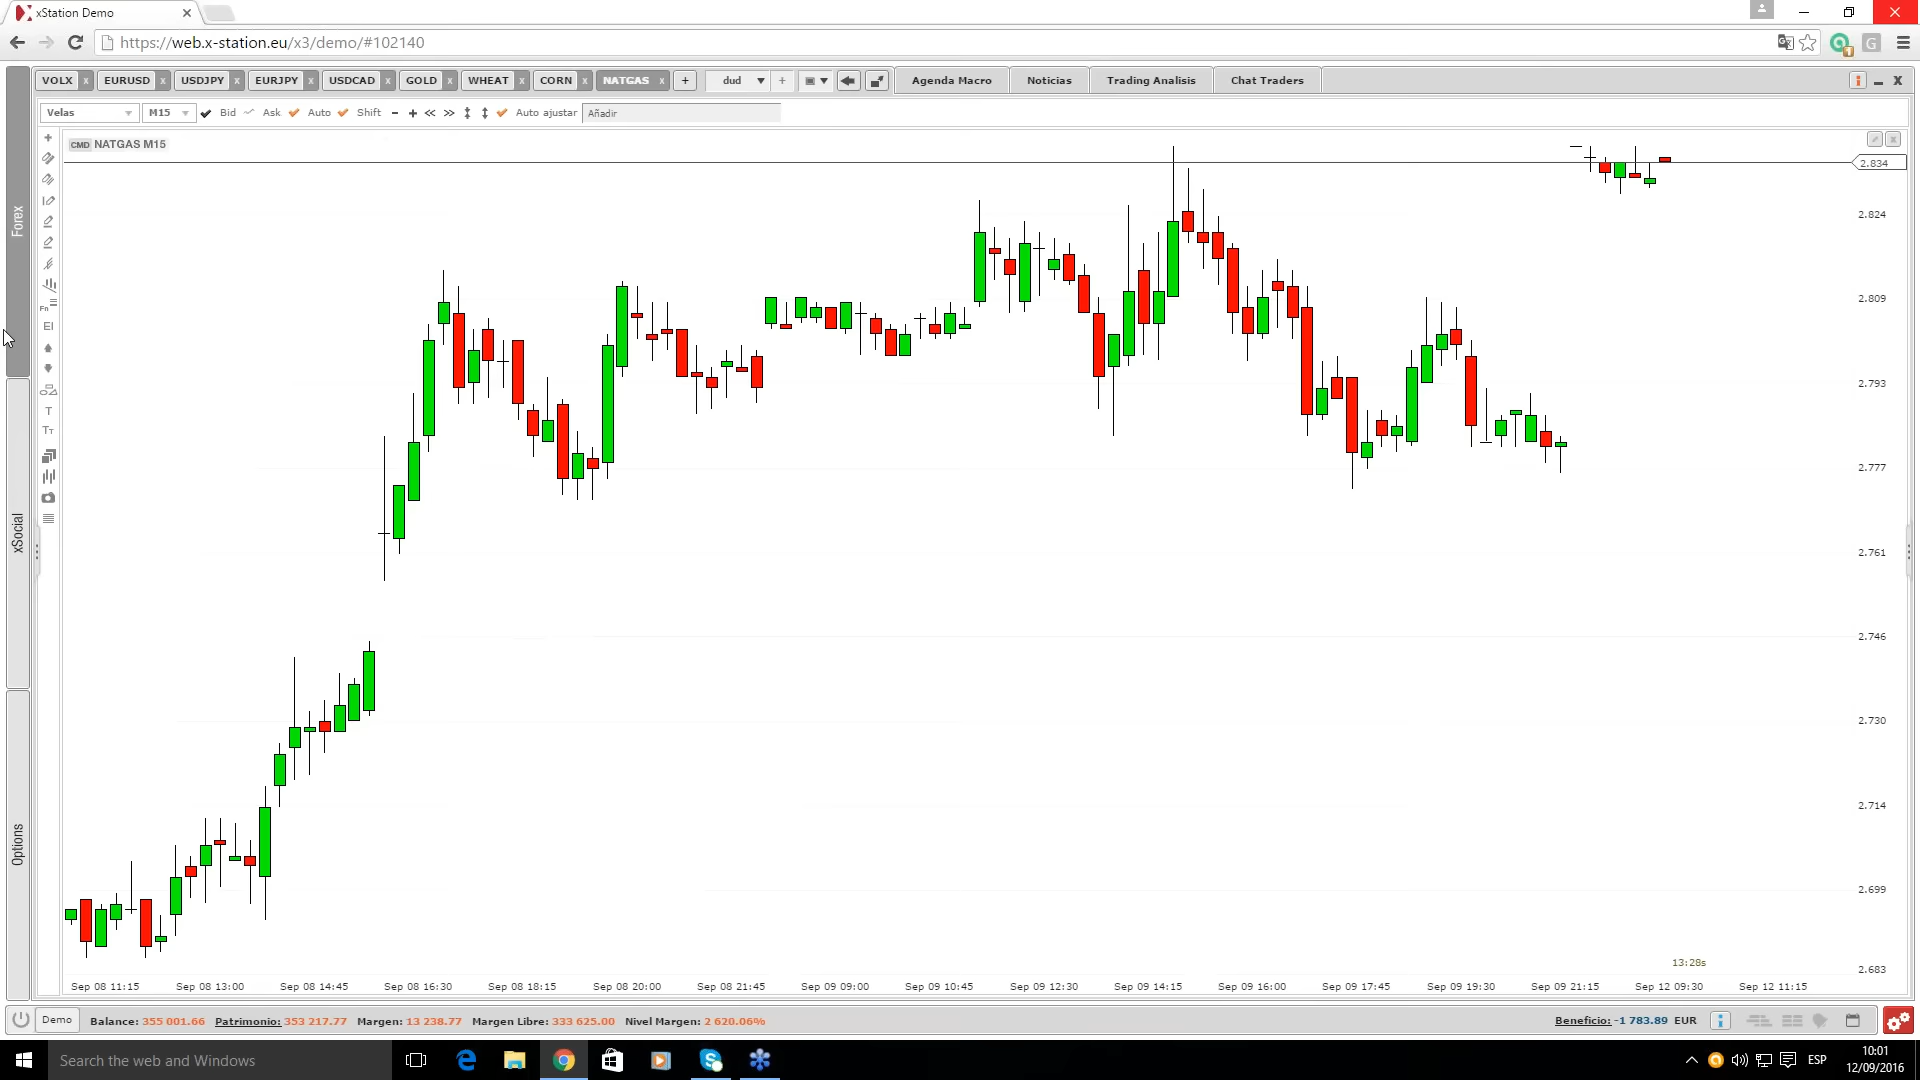 xStation Demo
https://web.x-station.eu/x3/demo/#102140
VOLX x EURUSD x USDJPY x EURJPY x USDCAD x GOLD x WHEAT x CORN x NATGAS x + dud + Agenda Macro Noticias Trading Analisis Chat Traders
Velas M15 Bid Ask Auto Shift Auto ajustar Añadir
CMD NATGAS M15
2.834
2.824
2.809
2.793
2.777
2.761
2.746
2.730
2.714
2.699
2.683
Forex
xSocial
Options
Fn
EI
T
TT
13:28s
Sep 08 11:15 Sep 08 13:00 Sep 08 14:45 Sep 08 16:30 Sep 08 18:15 Sep 08 20:00 Sep 08 21:45 Sep 09 09:00 Sep 09 10:45 Sep 09 12:30 Sep 09 14:15 Sep 09 16:00 Sep 09 17:45 Sep 09 19:30 Sep 09 21:15 Sep 12 09:30 Sep 12 11:15
Demo Balance: 355 001.66 Patrimonio: 353 217.77 Margen: 13 238.77 Margen Libre: 333 625.00 Nivel Margen: 2 620.06% Beneficio: -1 783.89 EUR
Search the web and Windows
ESP
10:01
12/09/2016